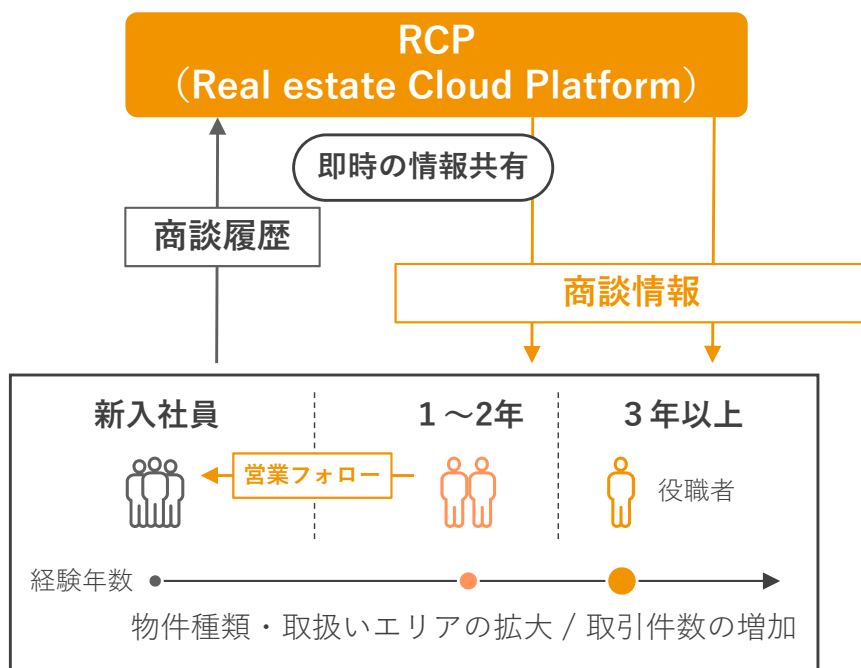 RCP
（Real estate Cloud Platform）
即時の情報共有
商談履歴
商談情報
新入社員
1～2年
３年以上
営業フォロー
役職者
経験年数
物件種類・取扱いエリアの拡大 / 取引件数の増加